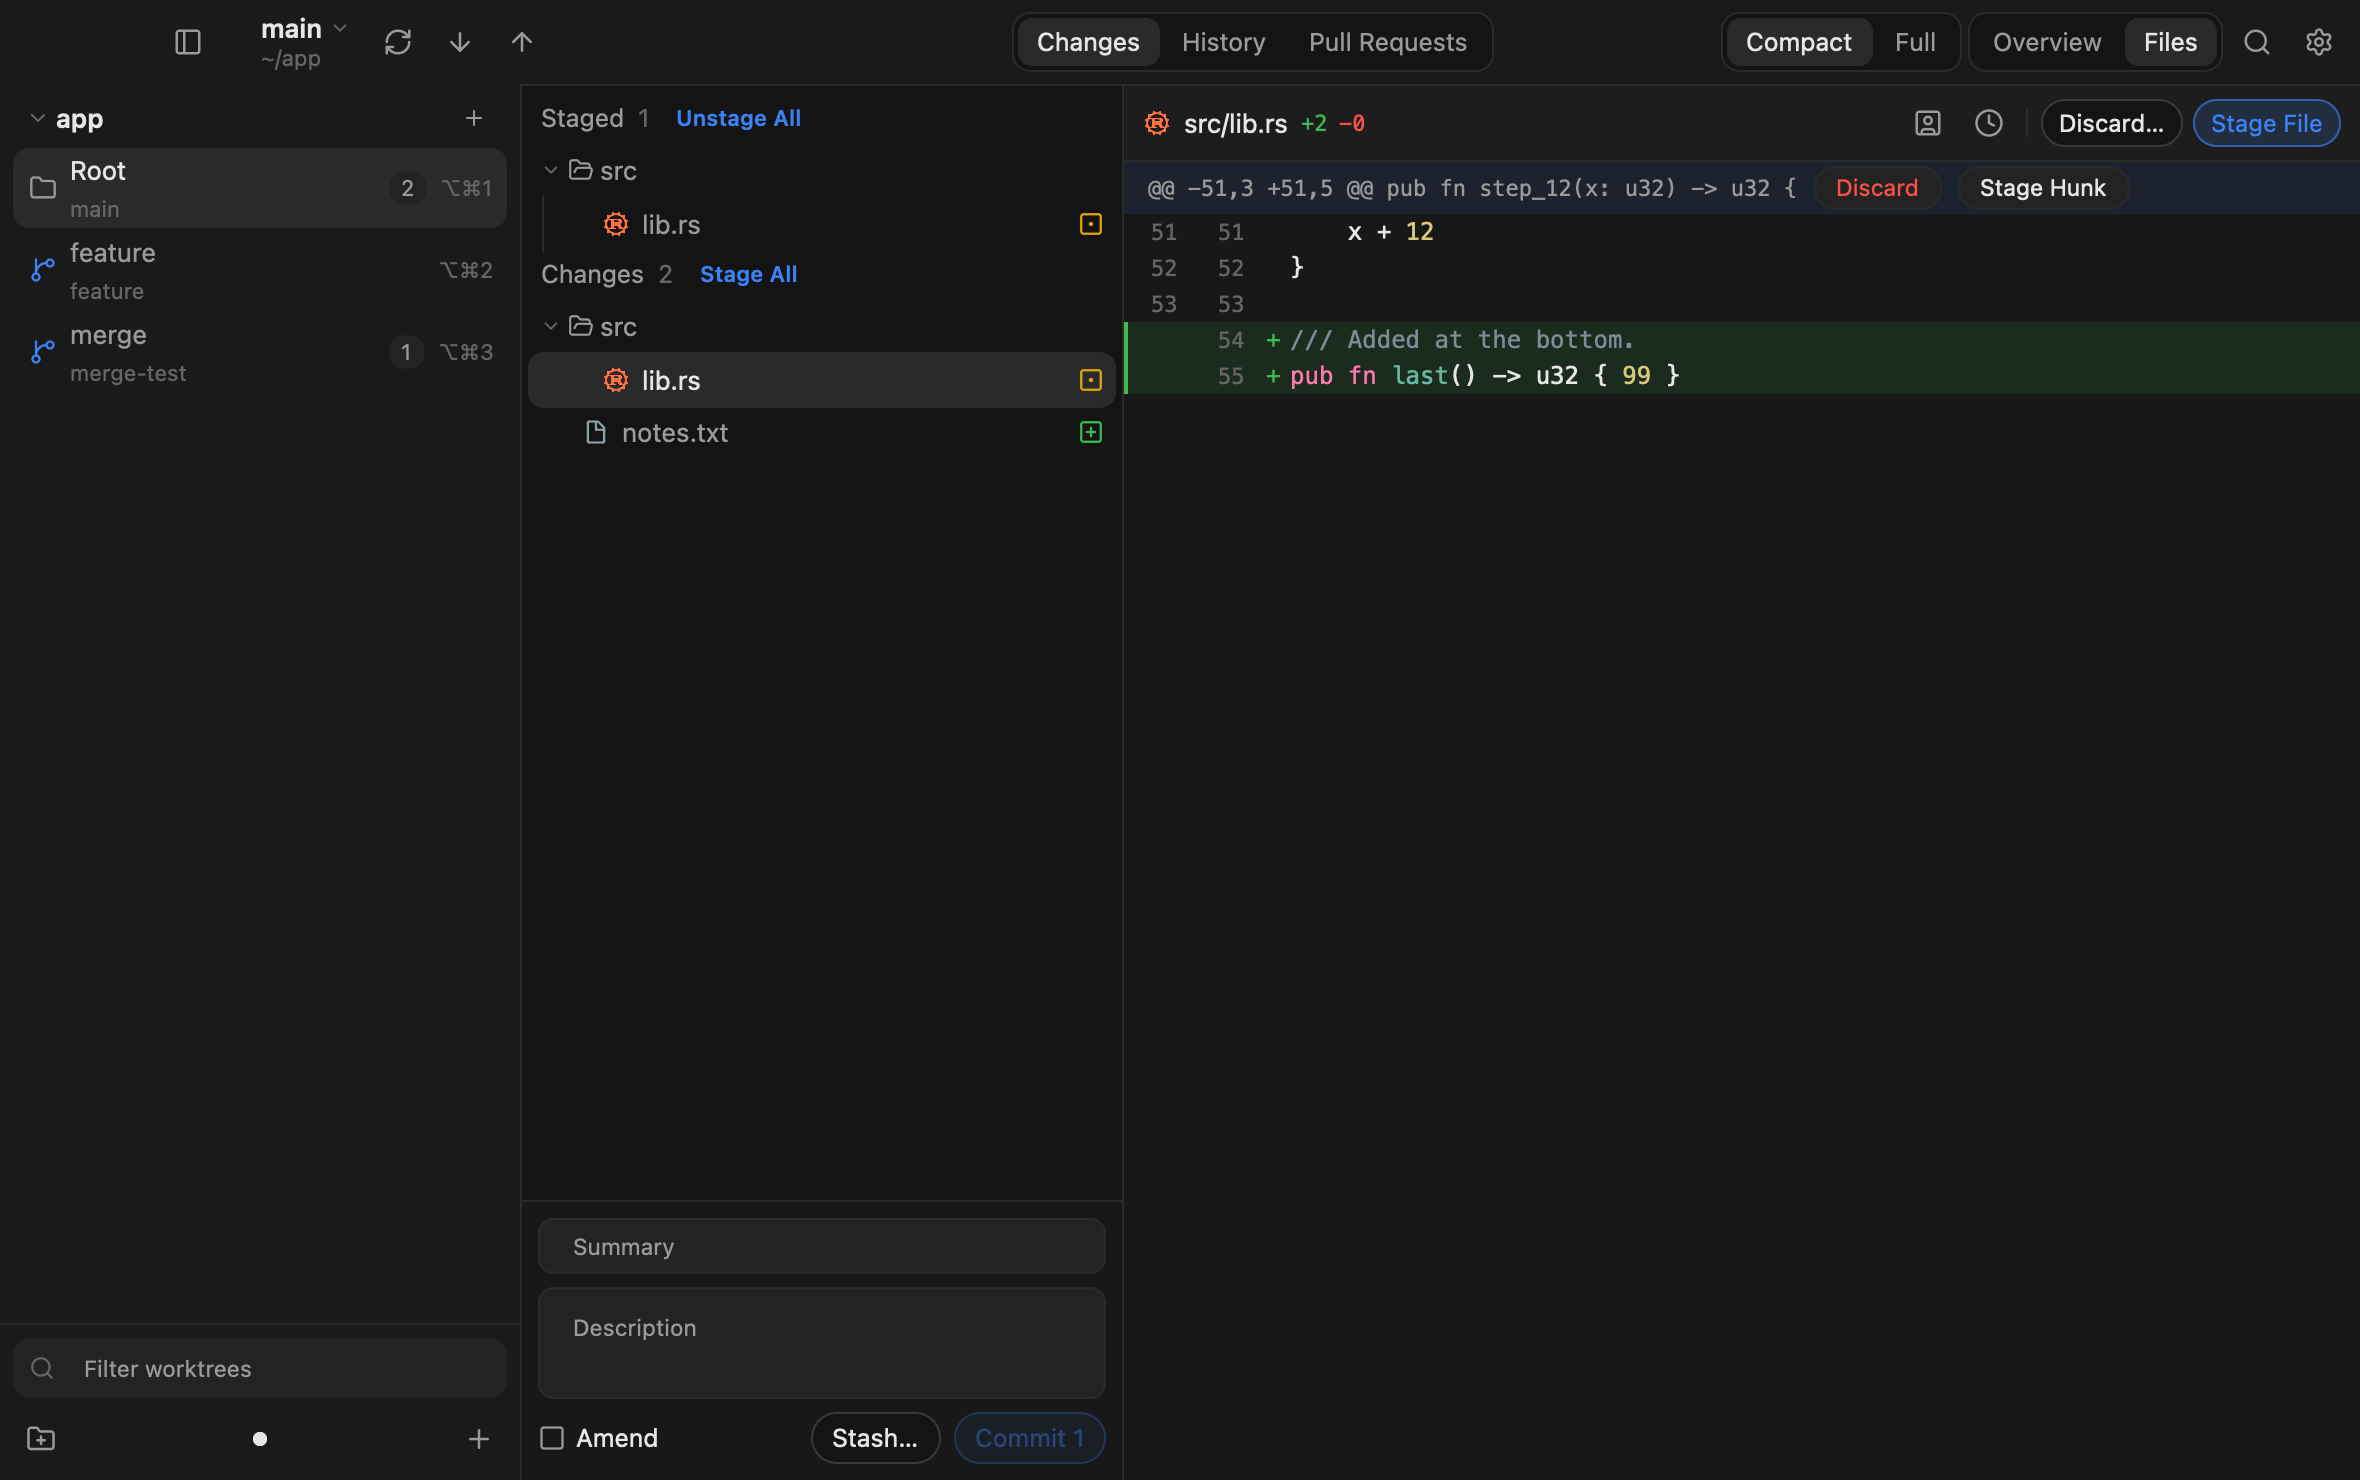 main
~/app
Changes History Pull Requests
Compact Full
Overview Files
app
Root
main
2 ⌥⌘1
feature
feature
⌥⌘2
merge
merge-test
1 ⌥⌘3
Filter worktrees
Staged 1 Unstage All
src
lib.rs
Changes 2 Stage All
src
lib.rs
notes.txt
Summary
Description
Amend Stash... Commit 1
src/lib.rs +2 −0 Discard... Stage File
@@ -51,3 +51,5 @@ pub fn step_12(x: u32) -> u32 { Discard Stage Hunk
51 51 x + 12
52 52 }
53 53
54 + /// Added at the bottom.
55 + pub fn last() -> u32 { 99 }